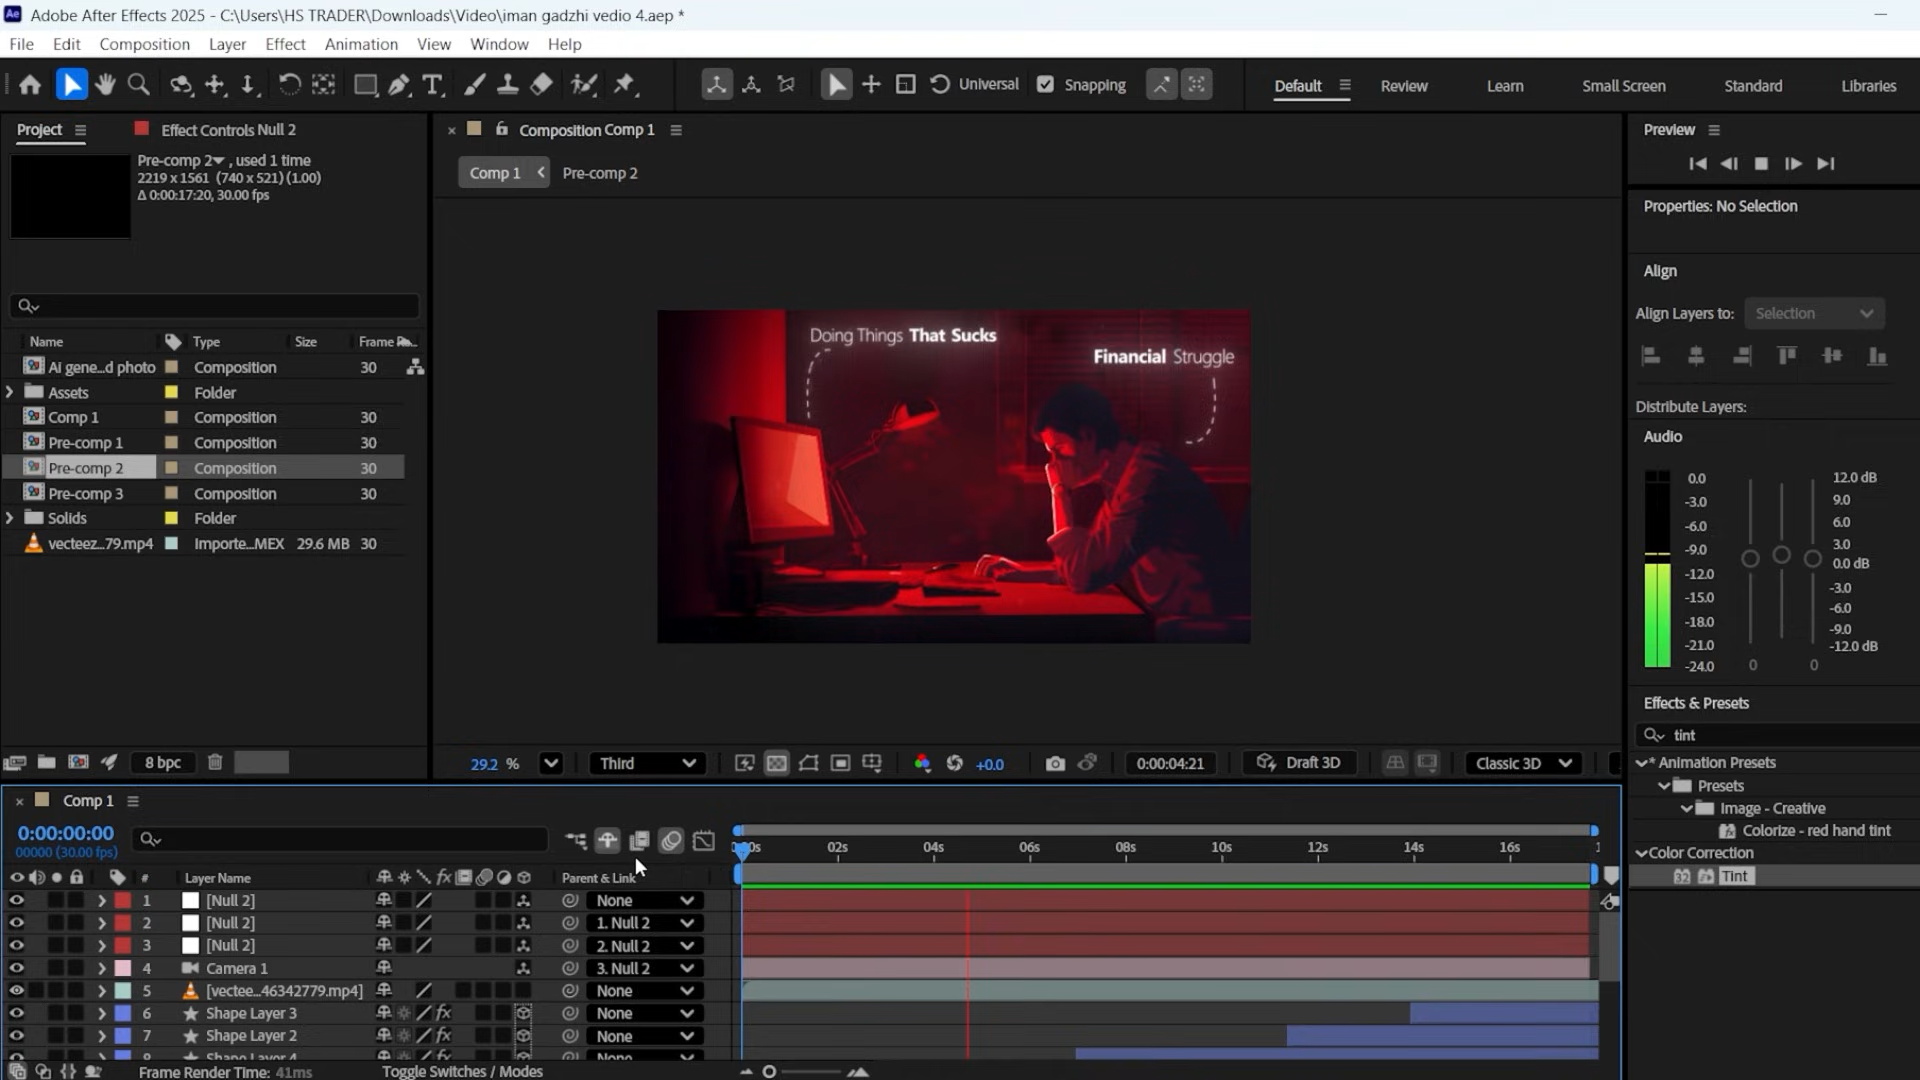 Adobe After Effects 2025 - C:\Users\HS TRADER\Downloads\Video\iman gadzhi vedio 4.aep *
File Edit Composition Layer Effect Animation View Window Help
Universal Snapping Default Review Learn Small Screen Standard Libraries
Project Effect Controls Null 2
Pre-comp 2 , used 1 time
2219 x 1561 (740 x 521) (1.00)
Δ 0:00:17:20, 30.00 fps
Name Type Size Frame Ra...
Ai gene...d photo Composition 30
Assets Folder
Comp 1 Composition 30
Pre-comp 1 Composition 30
Pre-comp 2 Composition 30
Pre-comp 3 Composition 30
Solids Folder
vecteez...79.mp4 Importe...MEX 29.6 MB 30
8 bpc
Composition Comp 1
Comp 1 Pre-comp 2
Doing Things That Sucks
Financial Struggle
29.2 % Third +0.0 0:00:04:21 Draft 3D Classic 3D
Preview
Properties: No Selection
Align
Align Layers to: Selection
Distribute Layers:
Audio
0.0 12.0 dB
-3.0 9.0
-6.0 6.0
-9.0 3.0
-12.0 0.0 dB
-15.0 -3.0
-18.0 -6.0
-21.0 -9.0
-24.0 -12.0 dB
0 0
Effects & Presets
tint
* Animation Presets
Presets
Image - Creative
Colorize - red hand tint
Color Correction
32 Tint
Comp 1
0:00:00:00
00000 (30.00 fps)
02s 04s 06s 08s 10s 12s 14s 16s
# Layer Name fx Parent & Link
1 [Null 2] None
2 [Null 2] 1. Null 2
3 [Null 2] 2. Null 2
4 Camera 1 3. Null 2
5 [vectee...46342779.mp4] None
6 Shape Layer 3 fx None
7 Shape Layer 2 fx None
8 Shape Layer 4 fx None
Frame Render Time: 41ms Toggle Switches / Modes